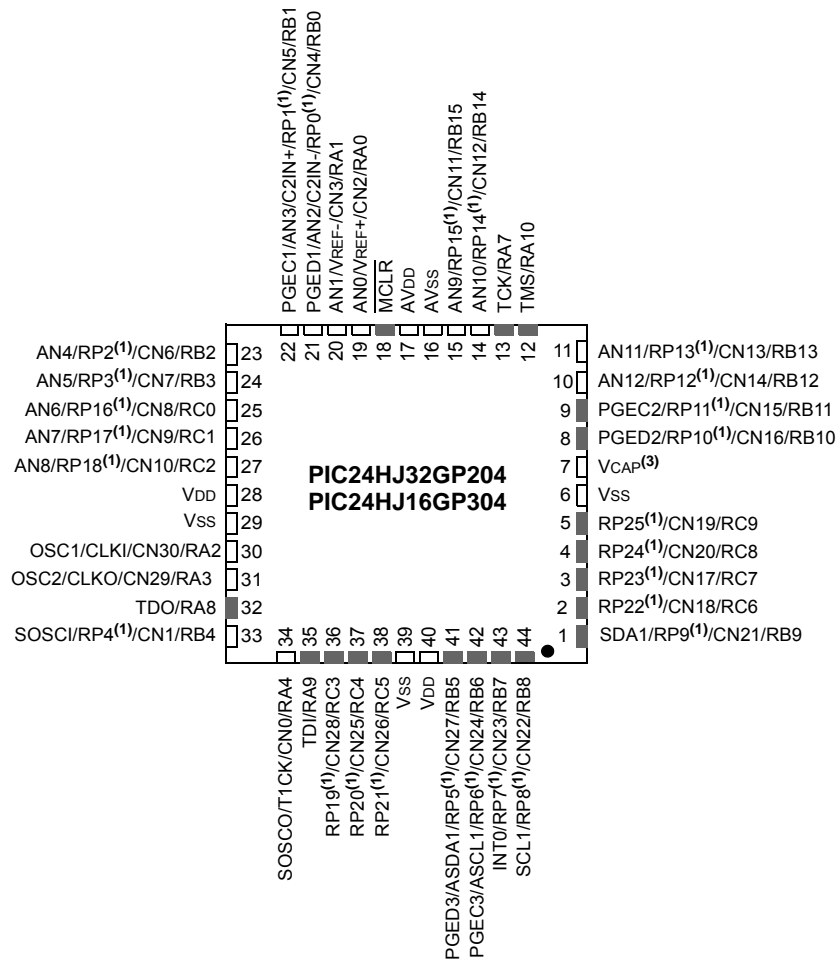 PGEC1/AN3/C2IN+/RP1(1)/CN5/RB1
PGED1/AN2/C2IN-/RP0(1)/CN4/RB0
AN1/VREF-/CN3/RA1
AN0/VREF+/CN2/RA0
MCLR
AVDD
AVSS
AN9/RP15(1)/CN11/RB15
AN10/RP14(1)/CN12/RB14
TCK/RA7
TMS/RA10
22
21
20
19
18
17
16
15
14
13
12
AN4/RP2(1)/CN6/RB2 23
AN5/RP3(1)/CN7/RB3 24
AN6/RP16(1)/CN8/RC0 25
AN7/RP17(1)/CN9/RC1 26
AN8/RP18(1)/CN10/RC2 27
VDD 28
VSS 29
OSC1/CLKI/CN30/RA2 30
OSC2/CLKO/CN29/RA3 31
TDO/RA8 32
SOSCI/RP4(1)/CN1/RB4 33
PIC24HJ32GP204
PIC24HJ16GP304
11 AN11/RP13(1)/CN13/RB13
10 AN12/RP12(1)/CN14/RB12
9 PGEC2/RP11(1)/CN15/RB11
8 PGED2/RP10(1)/CN16/RB10
7 VCAP(3)
6 VSS
5 RP25(1)/CN19/RC9
4 RP24(1)/CN20/RC8
3 RP23(1)/CN17/RC7
2 RP22(1)/CN18/RC6
1 SDA1/RP9(1)/CN21/RB9
34
35
36
37
38
39
40
41
42
43
44
SOSCO/T1CK/CN0/RA4
TDI/RA9
RP19(1)/CN28/RC3
RP20(1)/CN25/RC4
RP21(1)/CN26/RC5
VSS
VDD
PGED3/ASDA1/RP5(1)/CN27/RB5
PGEC3/ASCL1/RP6(1)/CN24/RB6
INT0/RP7(1)/CN23/RB7
SCL1/RP8(1)/CN22/RB8